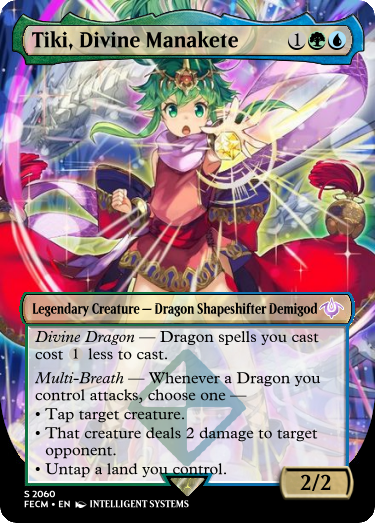 Tiki, Divine Manakete 1
Legendary Creature — Dragon Shapeshifter Demigod
Divine Dragon — Dragon spells you cast
cost 1 less to cast.
Multi-Breath — Whenever a Dragon you
control attacks, choose one —
• Tap target creature.
• That creature deals 2 damage to target
opponent.
• Untap a land you control.
2/2
S 2060
FECM • EN INTELLIGENT SYSTEMS